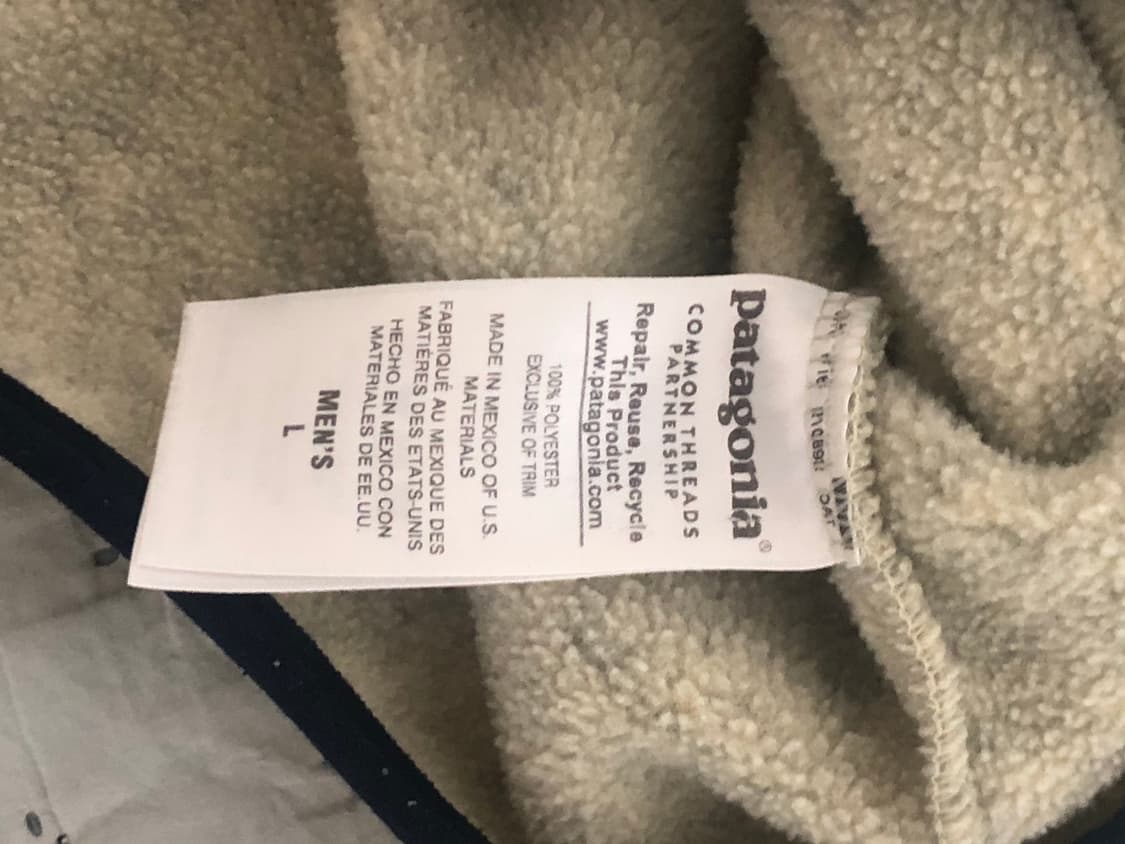 patagonia®
COMMON THREADS
PARTNERSHIP
Repair, Reuse, Recycle
This Product
www.patagonia.com
100% POLYESTER
EXCLUSIVE OF TRIM
MADE IN MEXICO OF U.S.
MATERIALS
FABRIQUÉ AU MEXIQUE DES
MATIÈRES DES ETATS-UNIS
HECHO EN MEXICO CON
MATERIALES DE EE.UU.
MEN'S
L